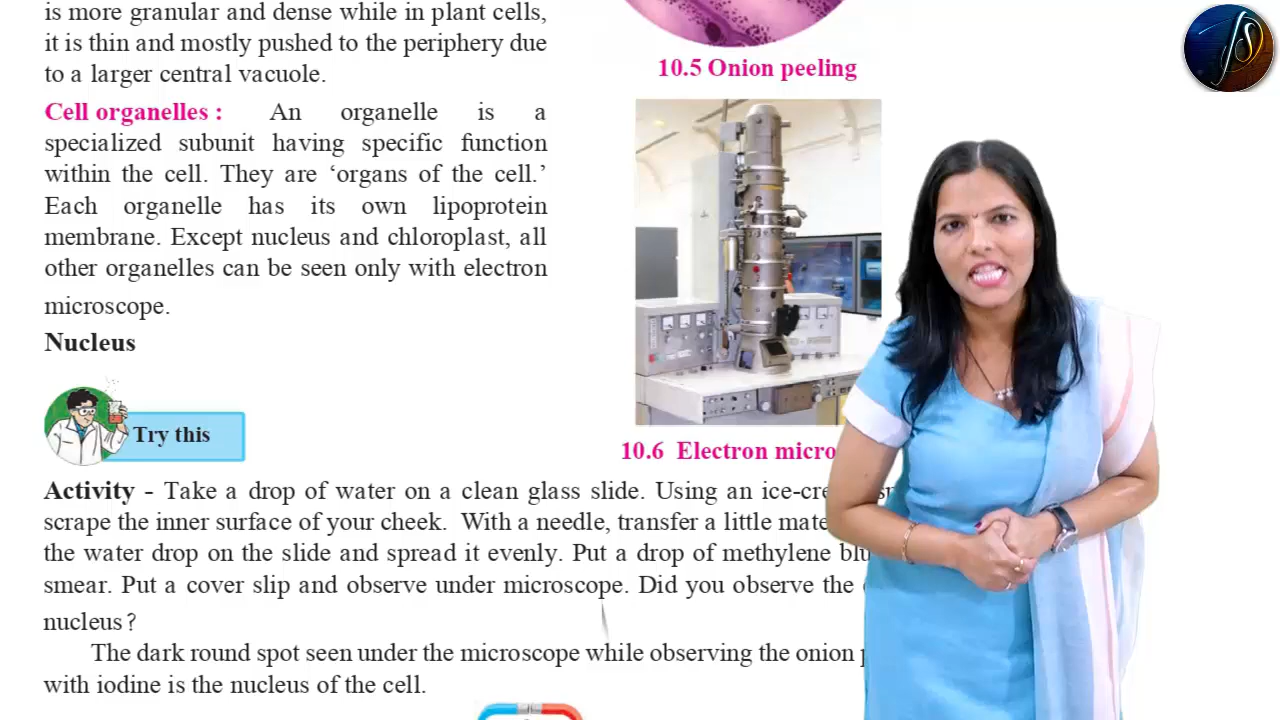 is more granular and dense while in plant cells,
it is thin and mostly pushed to the periphery due
to a larger central vacuole.
10.5 Onion peeling
Cell organelles : An organelle is a
specialized subunit having specific function
within the cell. They are ‘organs of the cell.’
Each organelle has its own lipoprotein
membrane. Except nucleus and chloroplast, all
other organelles can be seen only with electron
microscope.
Nucleus
Try this
10.6 Electron micro
Activity - Take a drop of water on a clean glass slide. Using an
scrape the inner surface of your cheek. With a needle, transfer a little
the water drop on the slide and spread it evenly. Put a drop of methylene
smear. Put a cover slip and observe under microscope. Did you observe the
nucleus?
The dark round spot seen under the microscope while observing the onion
with iodine is the nucleus of the cell.